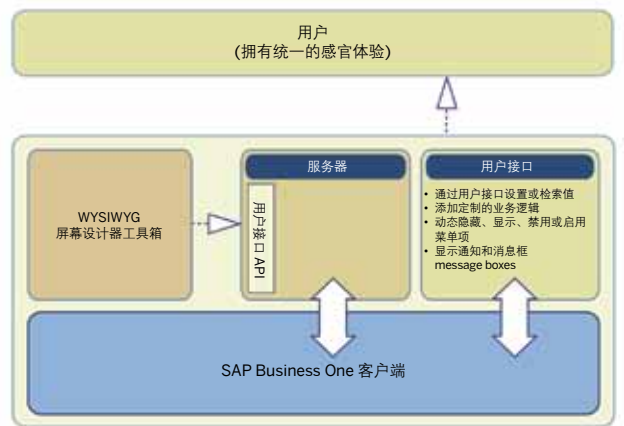 用户
(拥有统一的感官体验)
WYSIWYG
屏幕设计器工具箱
服务器
用户接口 API
用户接口
• 通过用户接口设置或检索值
• 添加定制的业务逻辑
• 动态隐藏、显示、禁用或启用
菜单项
• 显示通知和消息框
message boxes
SAP Business One 客户端